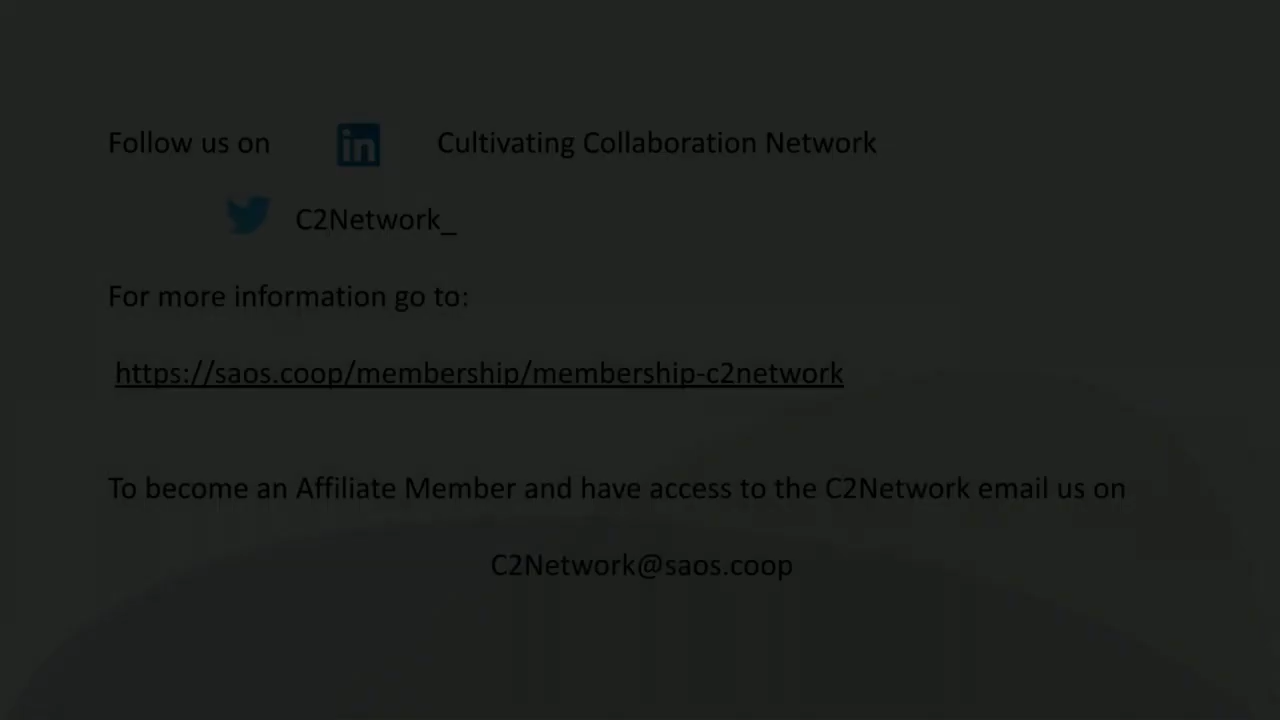 Follow us on in Cultivating Collaboration Network
C2Network_
For more information go to:
https://saos.coop/membership/membership-c2network
To become an Affiliate Member and have access to the C2Network email us on
C2Network@saos.coop